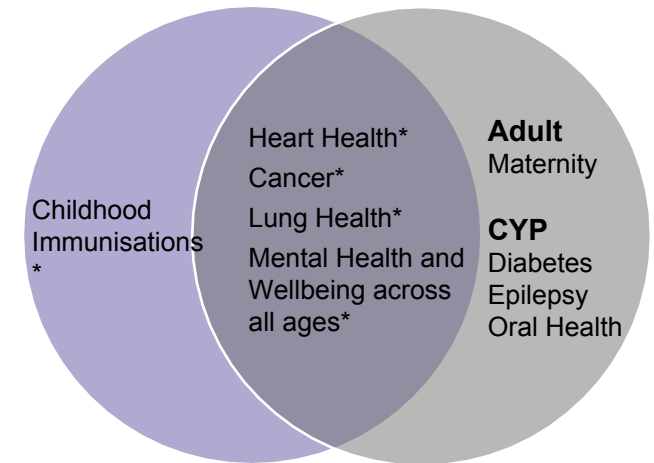 Childhood
Immunisations
*
Heart Health*
Cancer*
Lung Health*
Mental Health and
Wellbeing across
all ages*
Adult
Maternity
CYP
Diabetes
Epilepsy
Oral Health